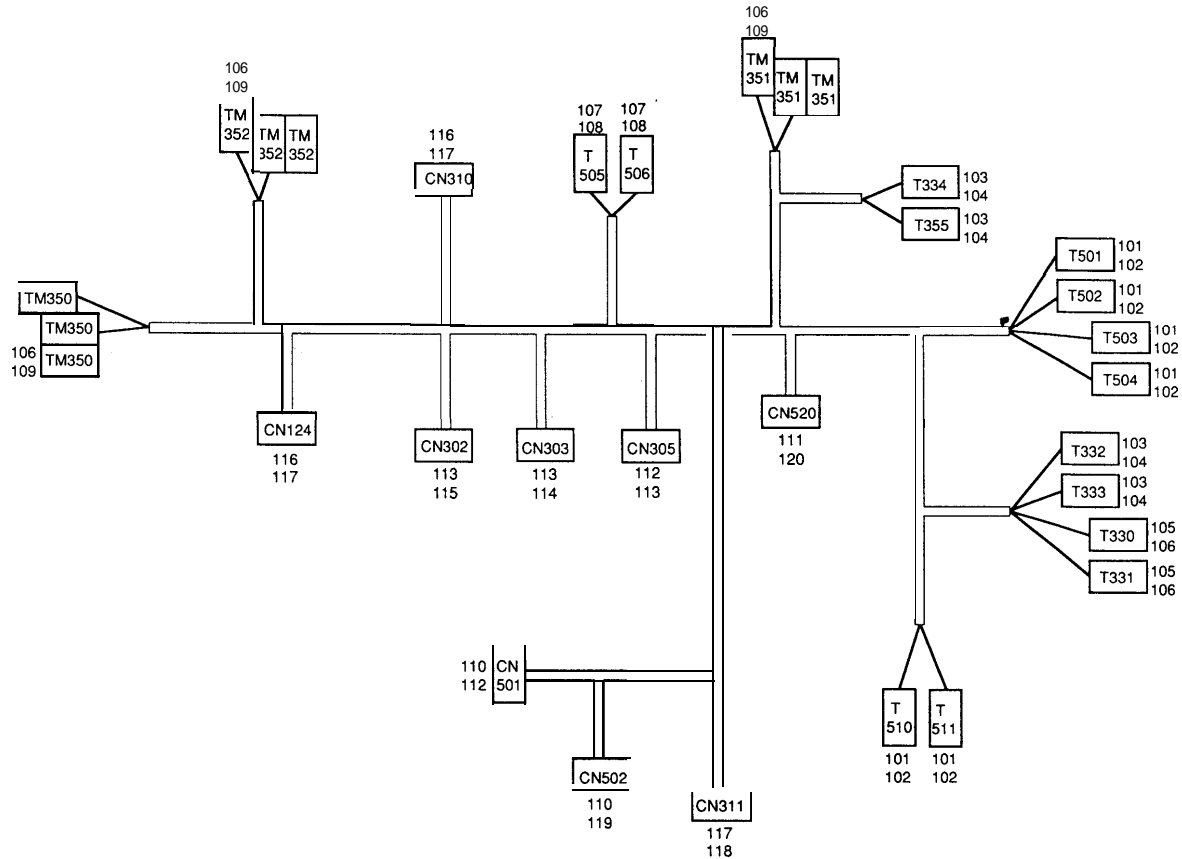 106
109
TM
352
TM
352
TM
352
116
117
CN310
107
108
T
505
107
108
T
506
106
109
TM
351
TM
351
TM
351
T334
103
104
T355
103
104
T501
101
102
T502
101
102
T503
101
102
T504
101
102
TM350
TM350
TM350
106
109
CN124
116
117
CN302
113
115
CN303
113
114
CN305
112
113
CN520
111
120
T332
103
104
T333
103
104
T330
105
106
T331
105
106
110
112
CN
501
CN502
110
119
CN311
117
118
T
510
101
102
T
511
101
102